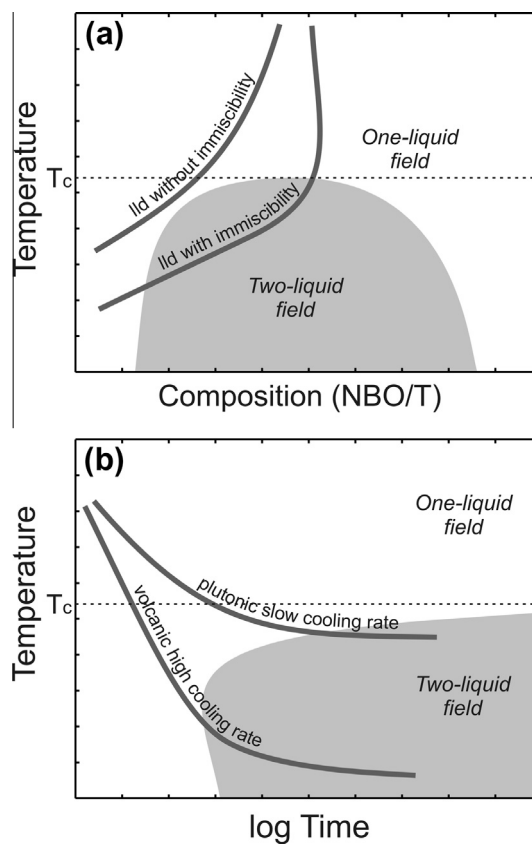 (a)
Temperature
Tc
lld without immiscibility
lld with immiscibility
One-liquid
field
Two-liquid
field
Composition (NBO/T)
(b)
Temperature
Tc
One-liquid
field
plutonic slow cooling rate
volcanic high cooling rate
Two-liquid
field
log Time